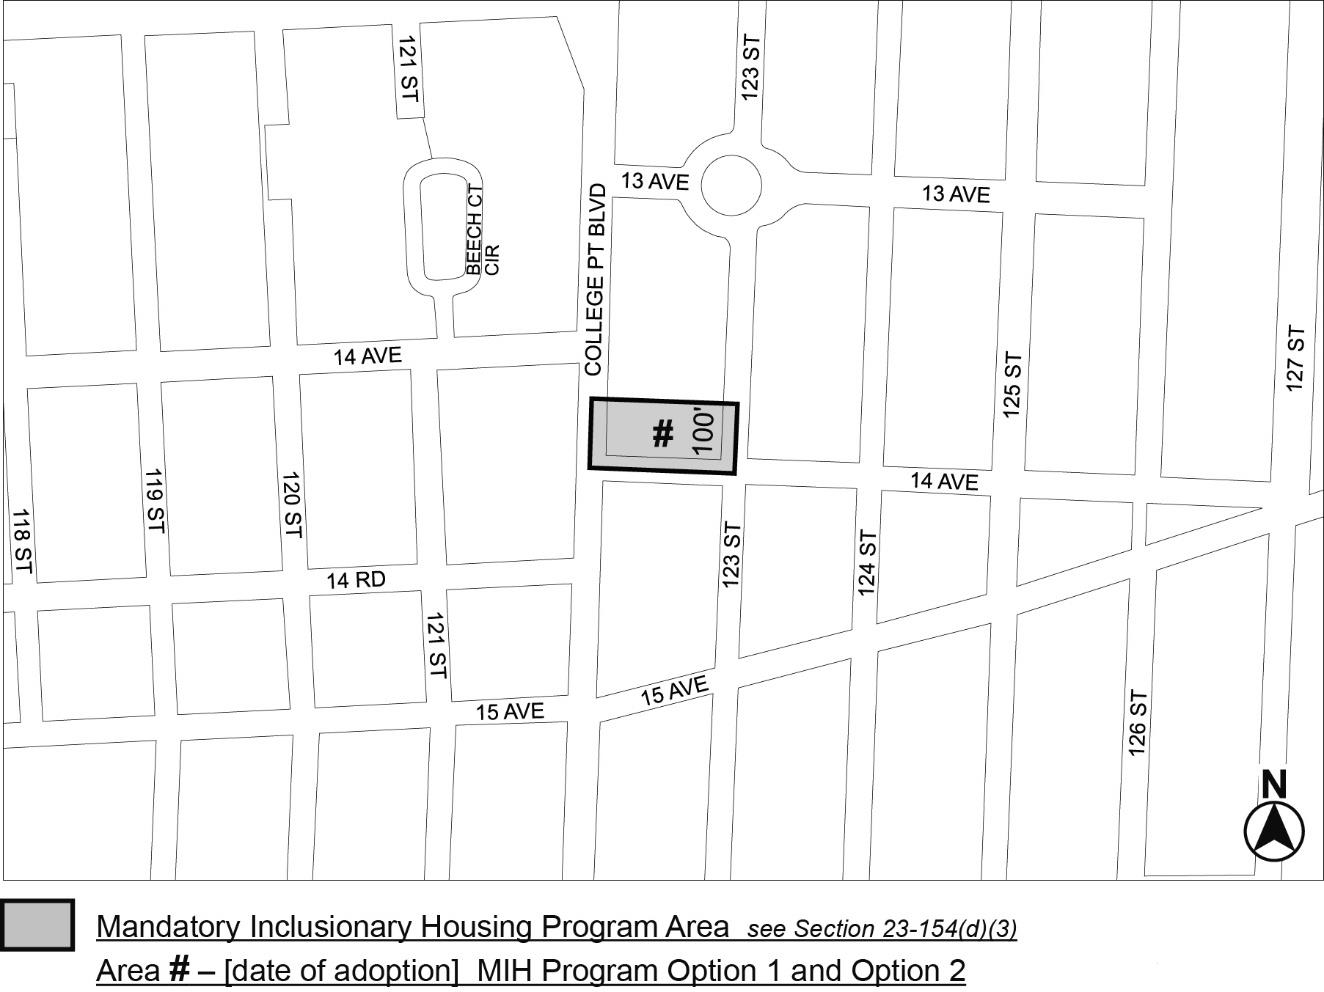 121 ST
123 ST
13 AVE
13 AVE
COLLEGE PT BLVD
BEECH CT
CIR
14 AVE
125 ST
127 ST
# 100'
119 ST
120 ST
118 ST
14 AVE
123 ST
124 ST
14 RD
121 ST
15 AVE
15 AVE
126 ST
N
Mandatory Inclusionary Housing Program Area see Section 23-154(d)(3)
Area # – [date of adoption] MIH Program Option 1 and Option 2